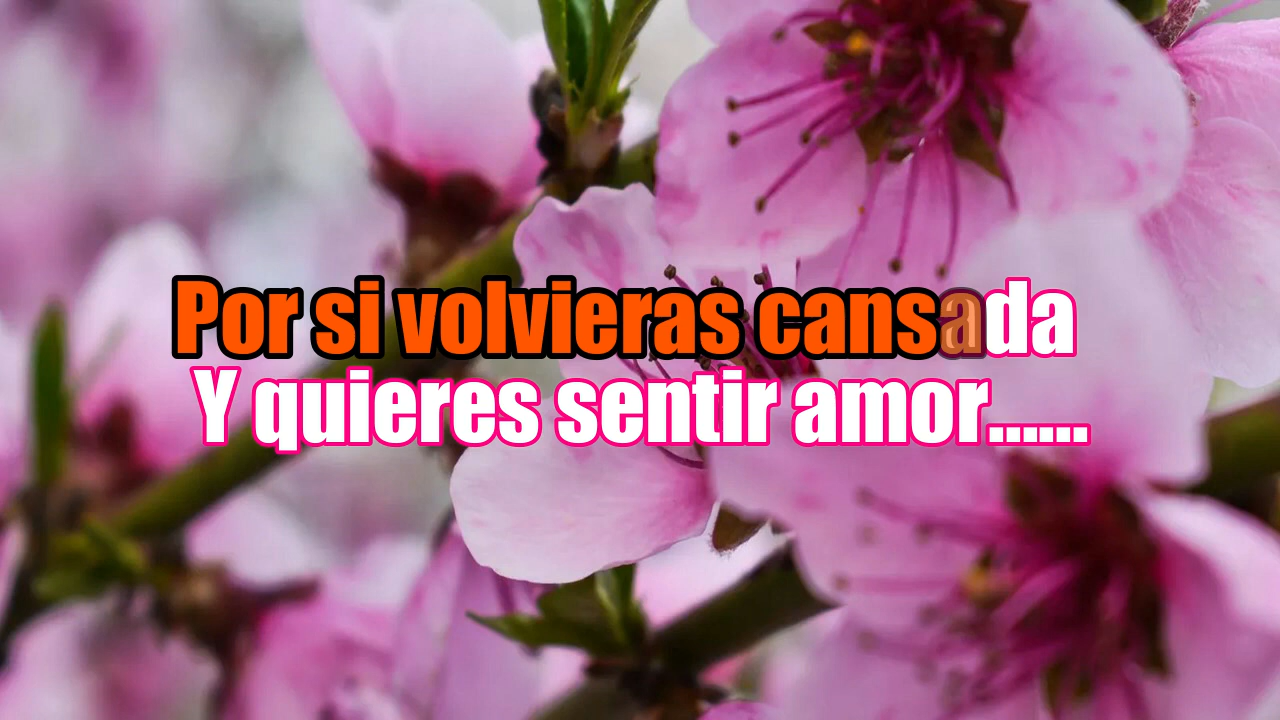 Por si volvieras cansada
Y quieres sentir amor......